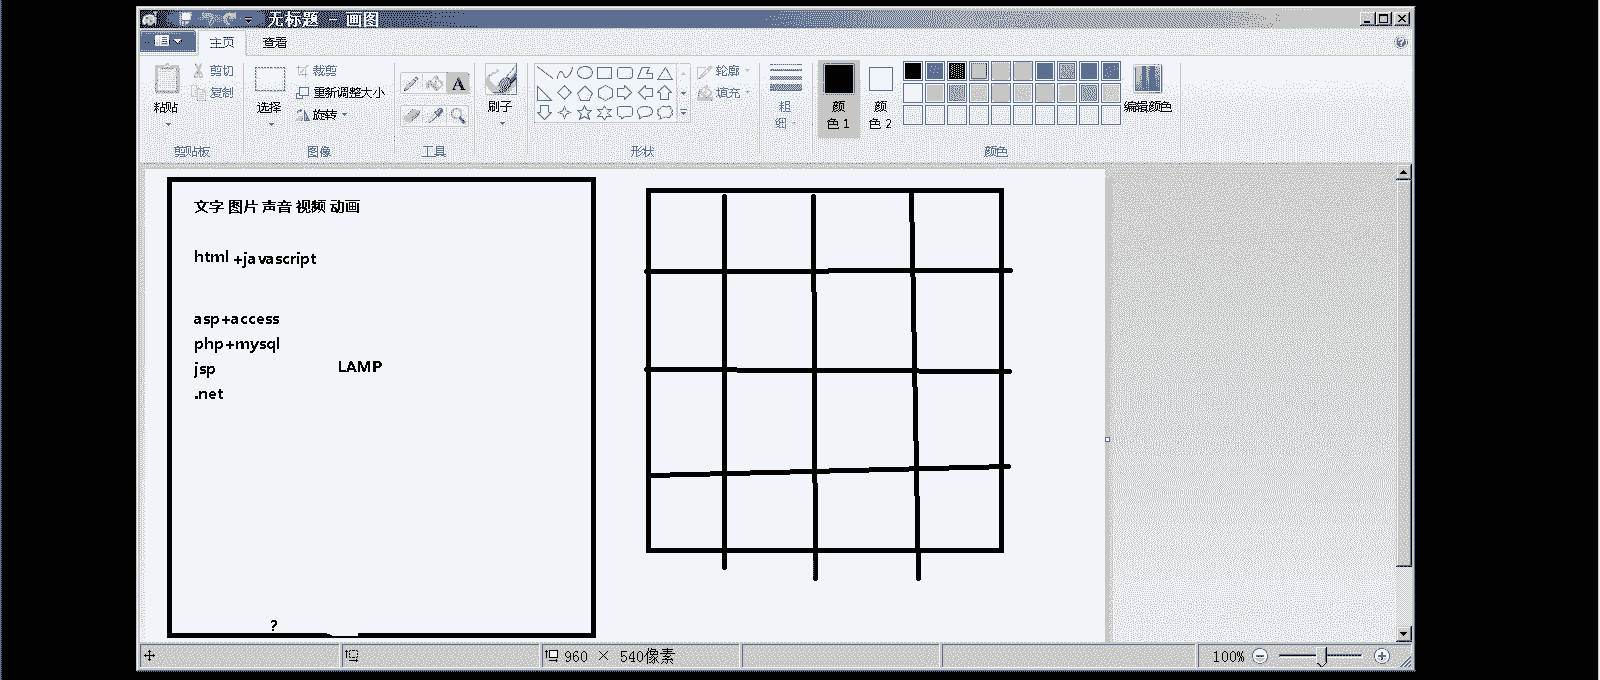 无标题 - 画图
主页 查看
粘贴
剪切
复制
剪贴板
选择
裁剪
重新调整大小
旋转
图像
A
工具
刷子
轮廓
填充
形状
粗细
颜色 1
颜色 2
编辑颜色
颜色
文字 图片 声音 视频 动画
html +javascript
asp+access
php+mysql
jsp LAMP
.net
?
960 × 540像素
100%